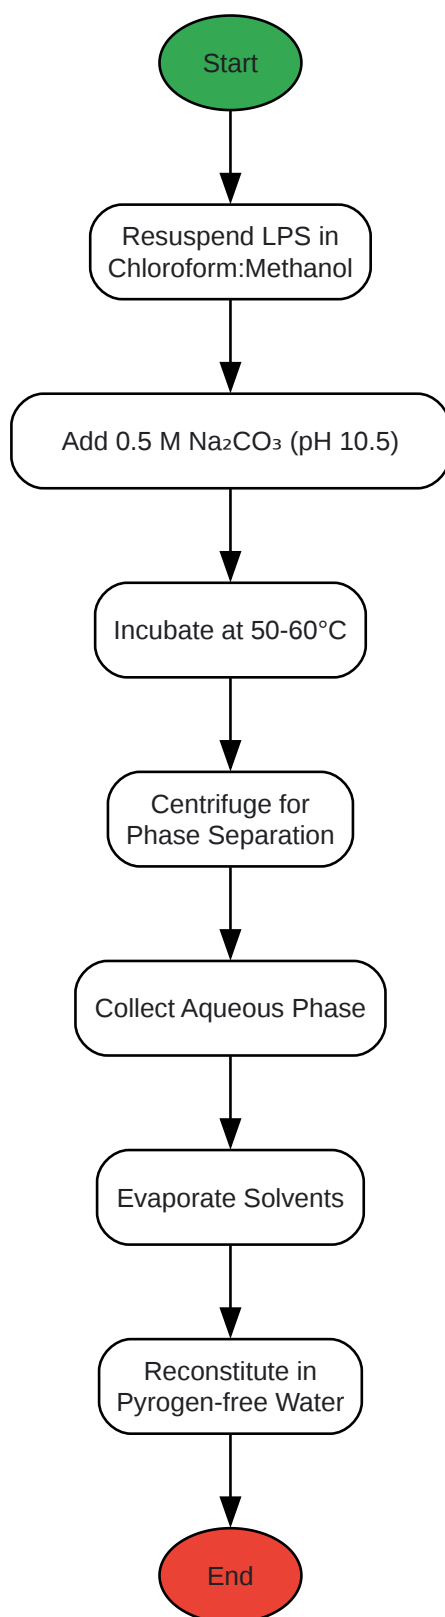 Start
Resuspend LPS in
Chloroform:Methanol
Add 0.5 M Na₂CO₃ (pH 10.5)
Incubate at 50-60°C
Centrifuge for
Phase Separation
Collect Aqueous Phase
Evaporate Solvents
Reconstitute in
Pyrogen-free Water
End